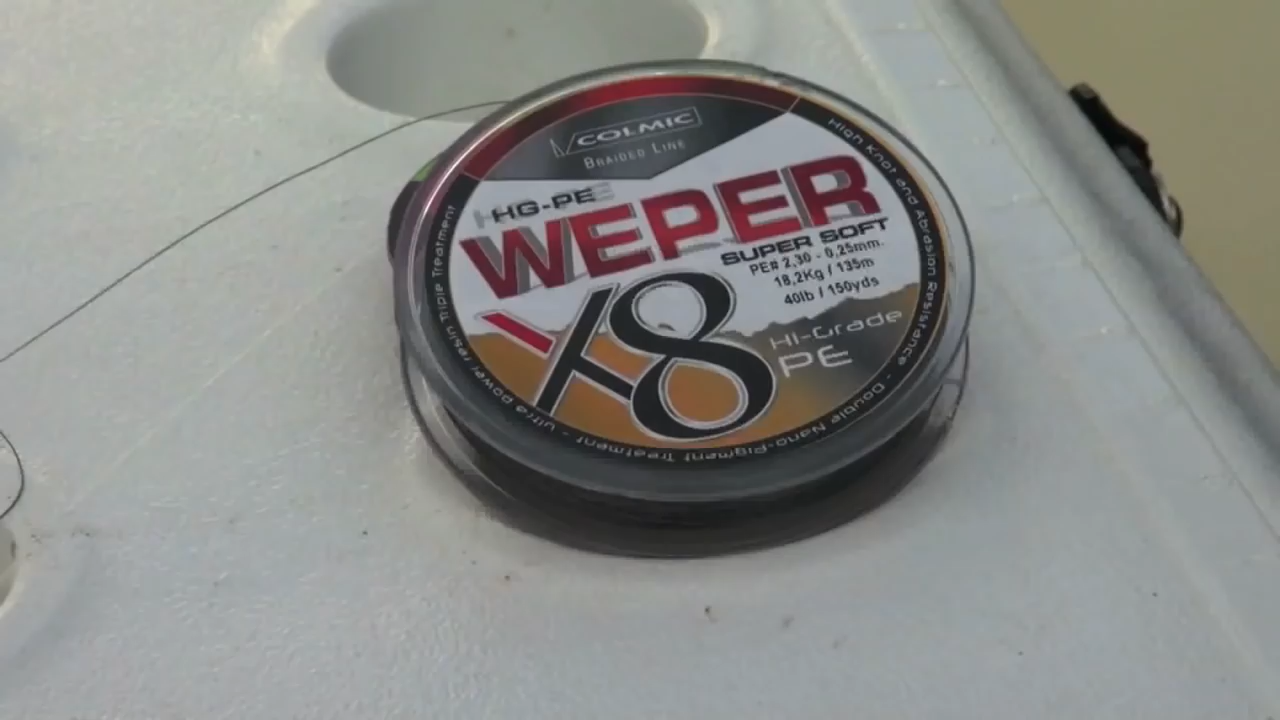 COLMIC
BRAIDED LINE
HG-PE
WEPER
SUPER SOFT
PE# 2,30 - 0,25mm.
18,2Kg / 135m
40lb / 150yds
X8
HI-Grade
PE
High Knot and Abrasion Resistance - Double Nano-Pigment Treatment - Ultra power resin Triple Treatment